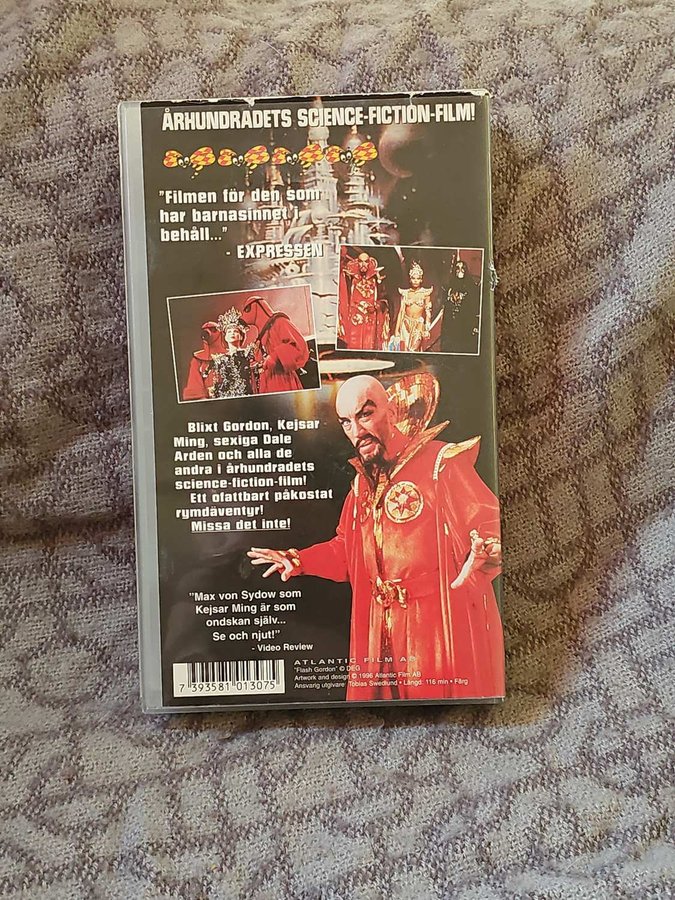 ÅRHUNDRADETS SCIENCE-FICTION-FILM!
"Filmen för den som
har barnasinnet i
behåll..."
- EXPRESSEN
Blixt Gordon, Kejsar
Ming, sexiga Dale
Arden och alla de
andra i århundradets
science-fiction-film!
Ett ofattbart påkostat
rymdäventyr!
Missa det inte!
"Max von Sydow som
Kejsar Ming är som
ondskan själv...
Se och njut!"
- Video Review
ATLANTIC FILM AB
"Flash Gordon" © DEG
Artwork and design © 1996 Atlantic Film AB
Ansvarig utgivare: Tobias Swedlund • Längd: 116 min • Färg
7 393581 013075